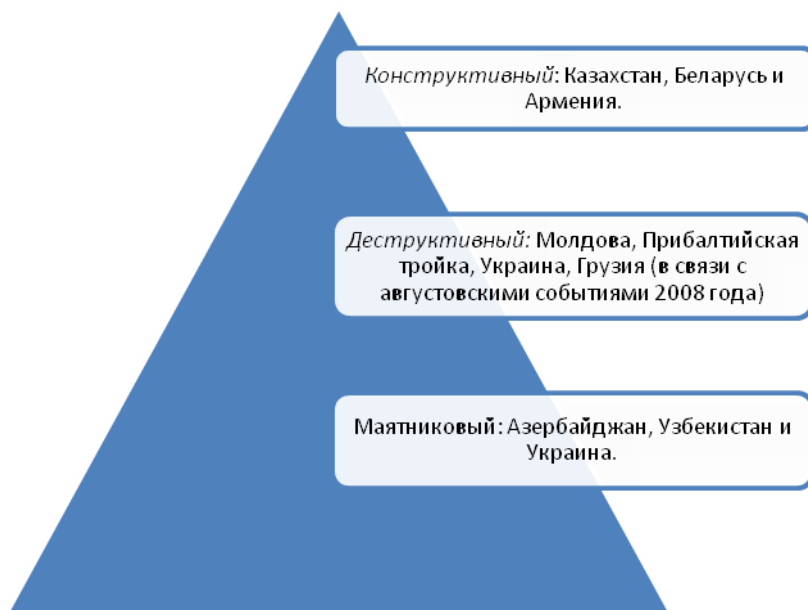 Конструктивный: Казахстан, Беларусь и
Армения.
Деструктивный: Молдова, Прибалтийская
тройка, Украина, Грузия (в связи с
августовскими событиями 2008 года)
Маятниковый: Азербайджан, Узбекистан и
Украина.